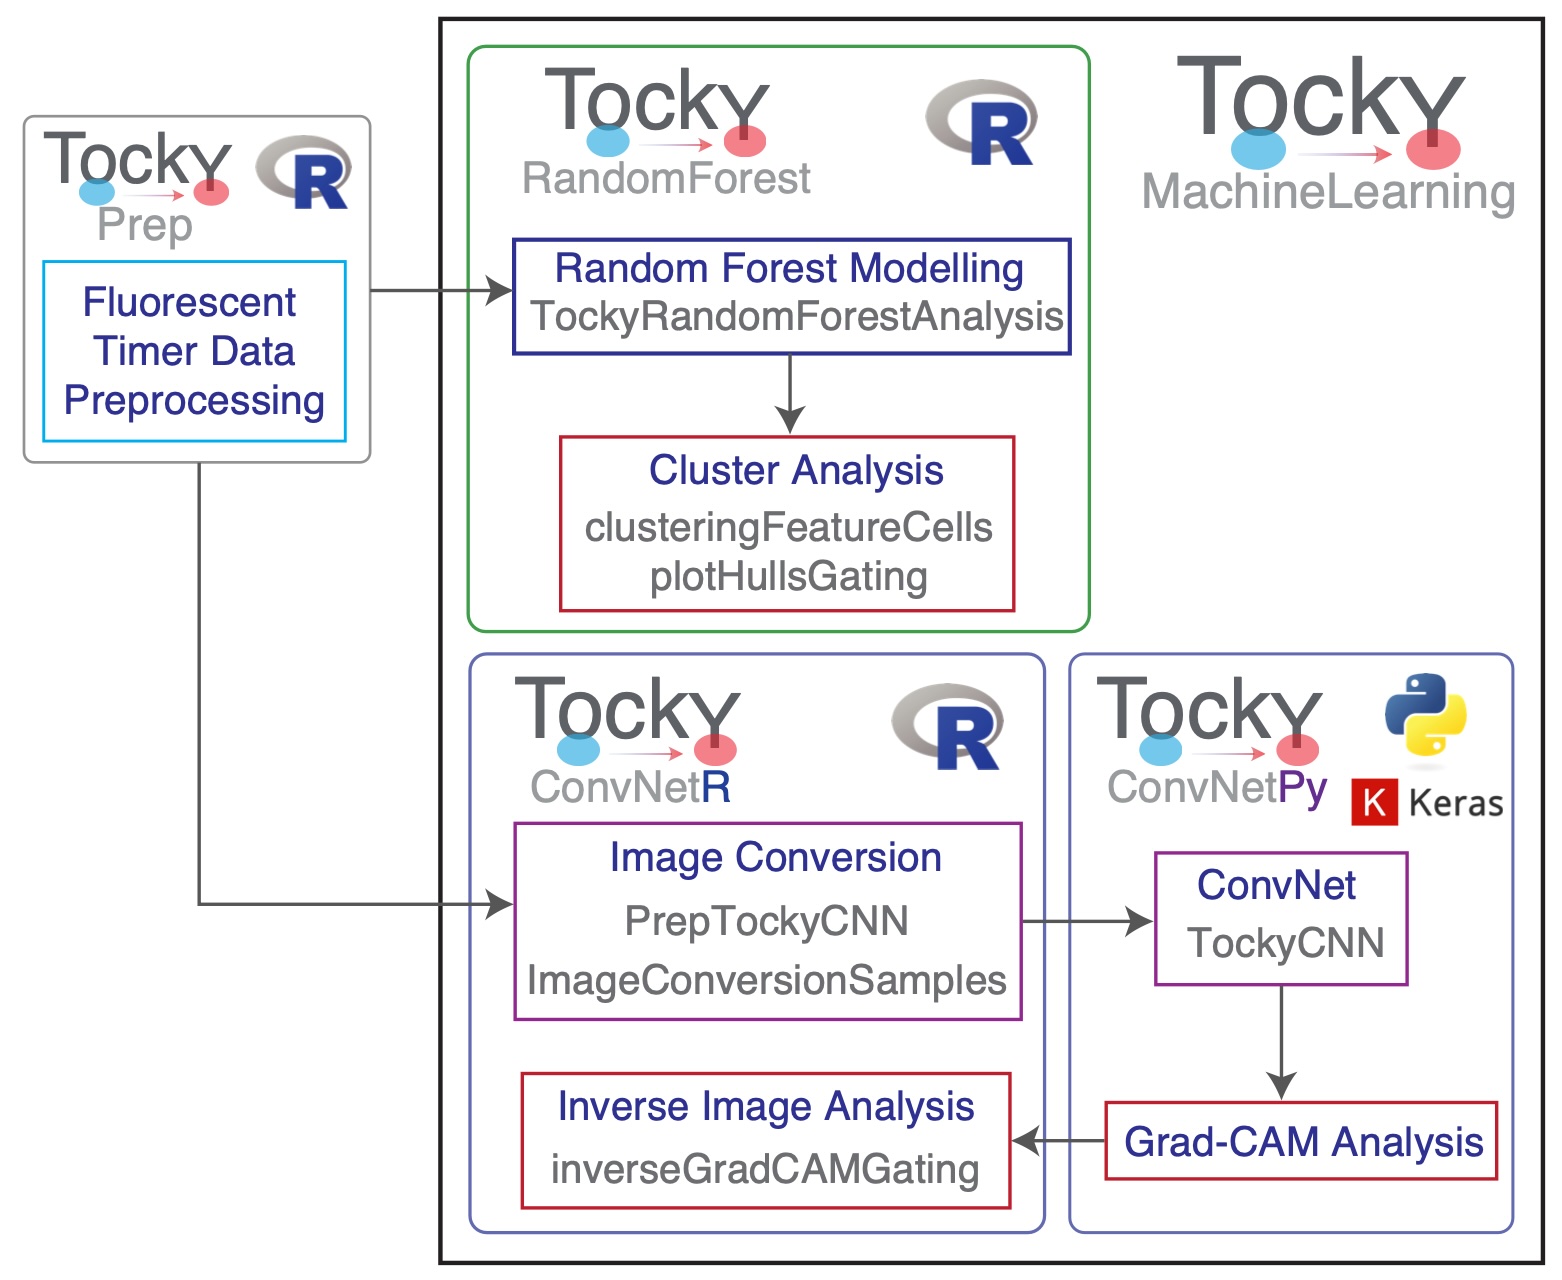 Tocky
Prep
R
Fluorescent
Timer Data
Preprocessing
Tocky
RandomForest
R
Random Forest Modelling
TockyRandomForestAnalysis
Cluster Analysis
clusteringFeatureCells
plotHullsGating
Tocky
MachineLearning
Tocky
ConvNetR
R
Image Conversion
PrepTockyCNN
ImageConversionSamples
Inverse Image Analysis
inverseGradCAMGating
Tocky
ConvNetPy
K Keras
ConvNet
TockyCNN
Grad-CAM Analysis